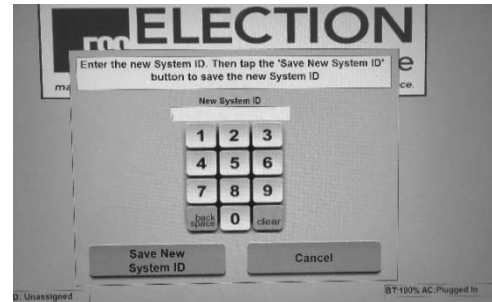 ELECTION
Enter the new System ID. Then tap the 'Save New System ID'
button to save the new System ID
New System ID
1 2 3
4 5 6
7 8 9
back space 0 clear
Save New
System ID
Cancel
D: Unassigned
BT:100% AC:Plugged In